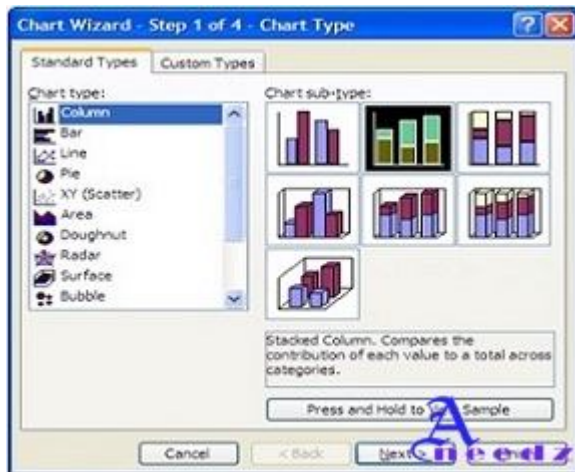 Chart Wizard - Step 1 of 4 - Chart Type
Standard Types
Custom Types
Chart type:
Column
Bar
Line
Pie
XY (Scatter)
Area
Doughnut
Radar
Surface
Bubble
Chart sub-type:
Stacked Column. Compares the
contribution of each value to a total across
categories.
Press and Hold to Sample
Cancel
< Back
Next >
A
needz